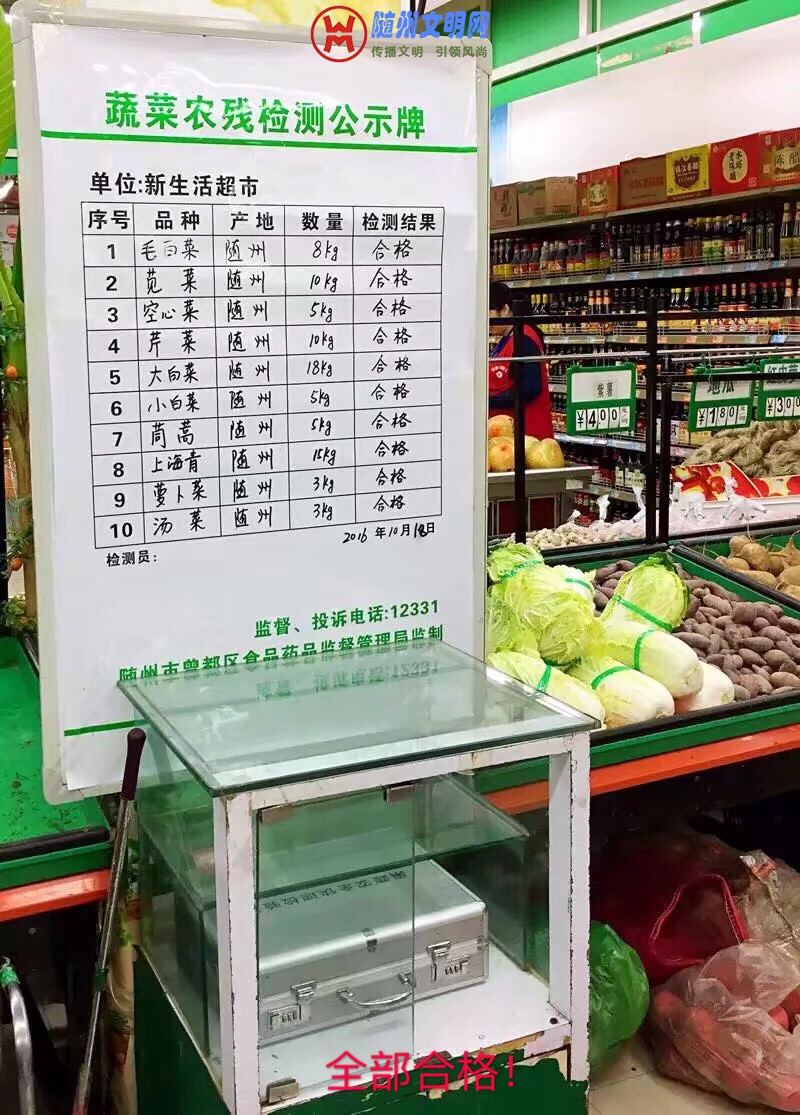 随州文明网
传播文明 引领风尚
蔬菜农残检测公示牌
单位:新生活超市
序号 品种 产地 数量 检测结果
1 毛白菜 随州 8kg 合格
2 苋菜 随州 10kg 合格
3 空心菜 随州 5kg 合格
4 芹菜 随州 10kg 合格
5 大白菜 随州 18kg 合格
6 小白菜 随州 5kg 合格
7 茼蒿 随州 5kg 合格
8 上海青 随州 15kg 合格
9 萝卜菜 随州 3kg 合格
10 汤菜 随州 3kg 合格
2016 年10月18日
检测员:
监督、投诉电话:12331
随州市曾都区食品药品监督管理局监制
紫薯
¥4.00
地瓜
¥1.80
¥3.00
陈醋
陈醋
全部合格!